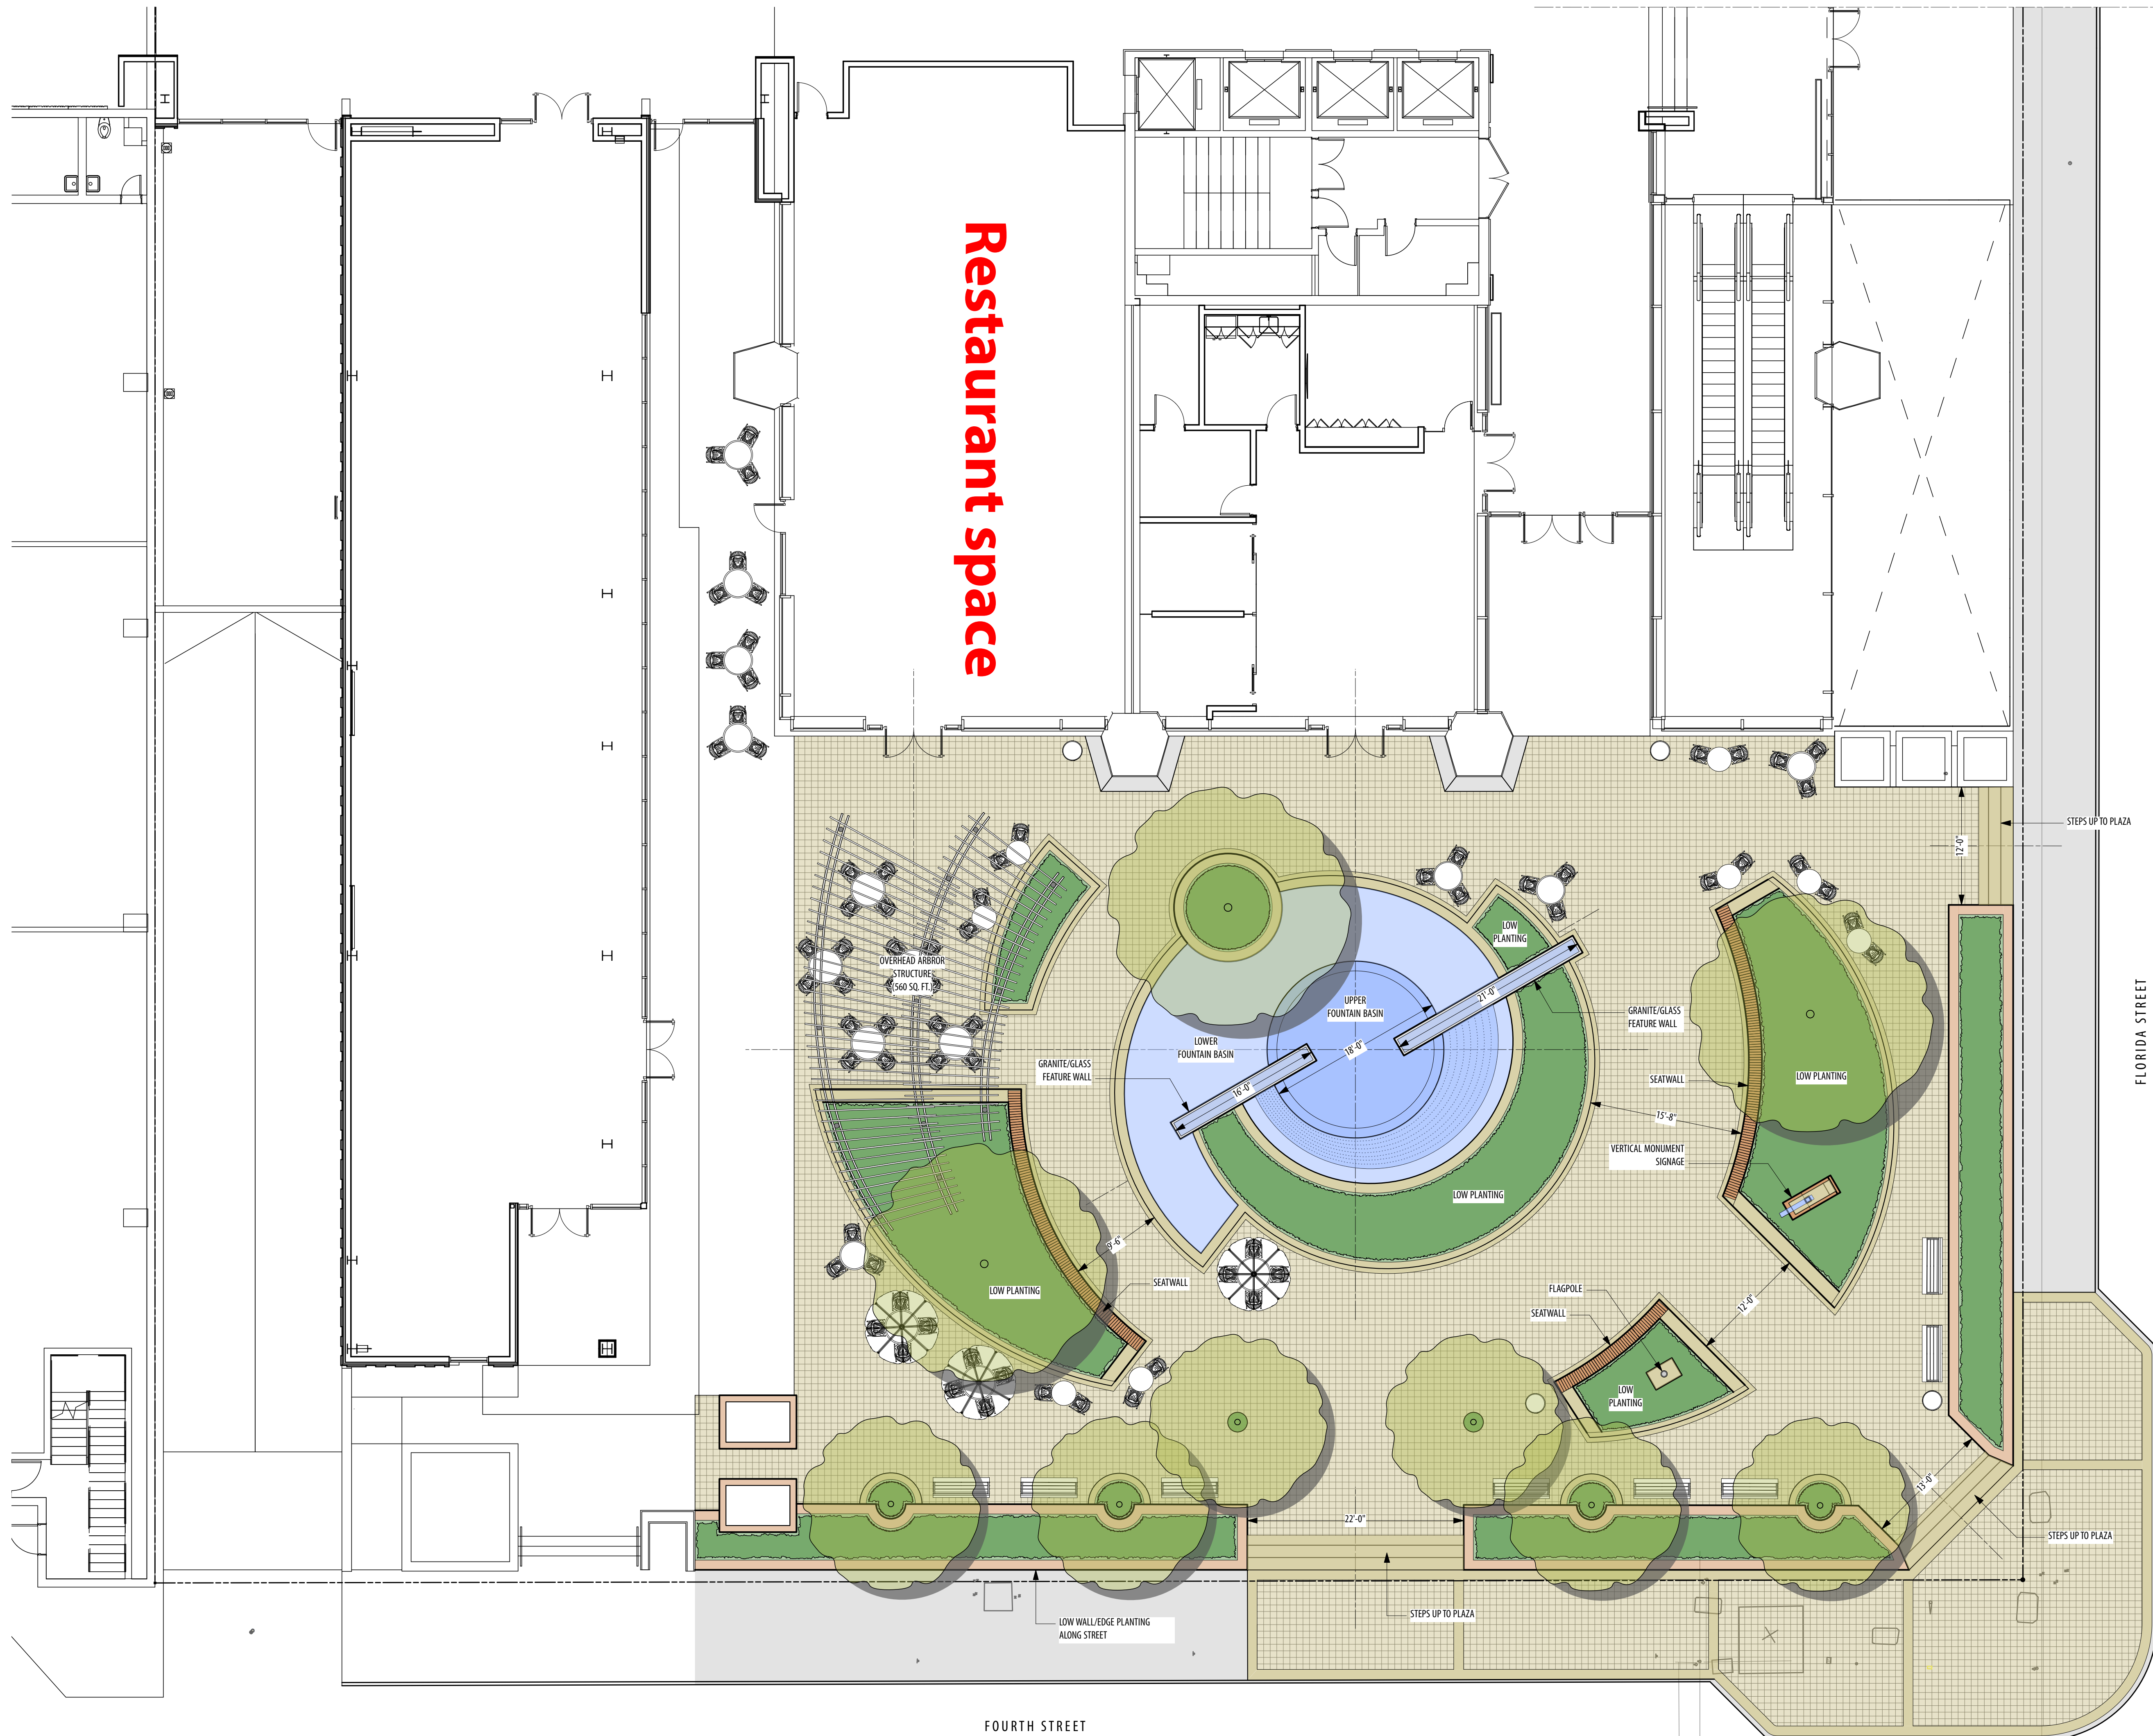 Restaurant space
STEPS UP TO PLAZA
12'-0"
LOW
PLANTING
OVERHEAD ARBROR
STRUCTURE
(560 SQ. FT.)
21'-0"
UPPER
FOUNTAIN BASIN
GRANITE/GLASS
FEATURE WALL
LOWER
FOUNTAIN BASIN
18'-0"
GRANITE/GLASS
FEATURE WALL
16'-0"
SEATWALL
LOW PLANTING
15'-8"
VERTICAL MONUMENT
SIGNAGE
LOW PLANTING
FLORIDA STREET
9'-6"
SEATWALL
LOW PLANTING
FLAGPOLE
SEATWALL
12'-0"
LOW
PLANTING
13'-0"
22'-0"
STEPS UP TO PLAZA
STEPS UP TO PLAZA
LOW WALL/EDGE PLANTING
ALONG STREET
FOURTH STREET